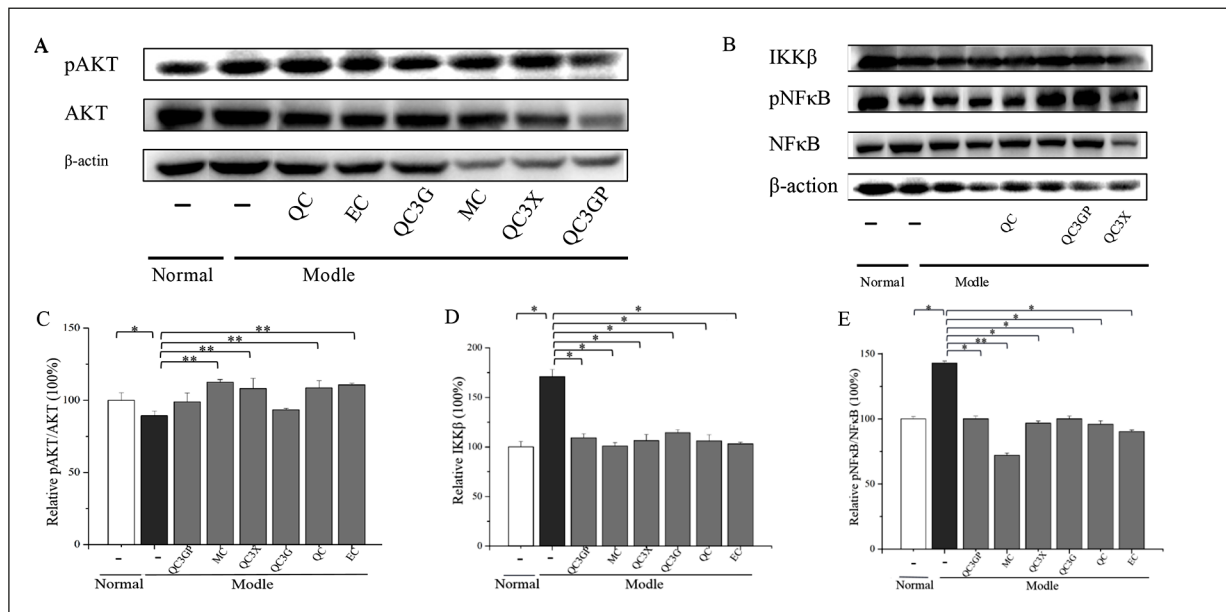 A
pAKT
AKT
β-actin
– – QC EC QC3G MC QC3X QC3GP
Normal Modle
B
IKKβ
pNFκB
NFκB
β-action
– – QC QC3GP QC3X
Normal Modle
C
Relative pAKT/AKT (100%)
* ** ** ** **
150
100
50
0
– – QC3GP MC QC3X QC3G QC EC
Normal Modle
D
Relative IKKβ (100%)
* * * * * * *
200
150
100
50
0
– – QC3GP MC QC3X QC3G QC EC
Normal Modle
E
Relative pNFκB/NFκB (100%)
* * * * * ** *
150
100
50
0
– – QC3GP MC QC3X QC3G QC EC
Normal Modle